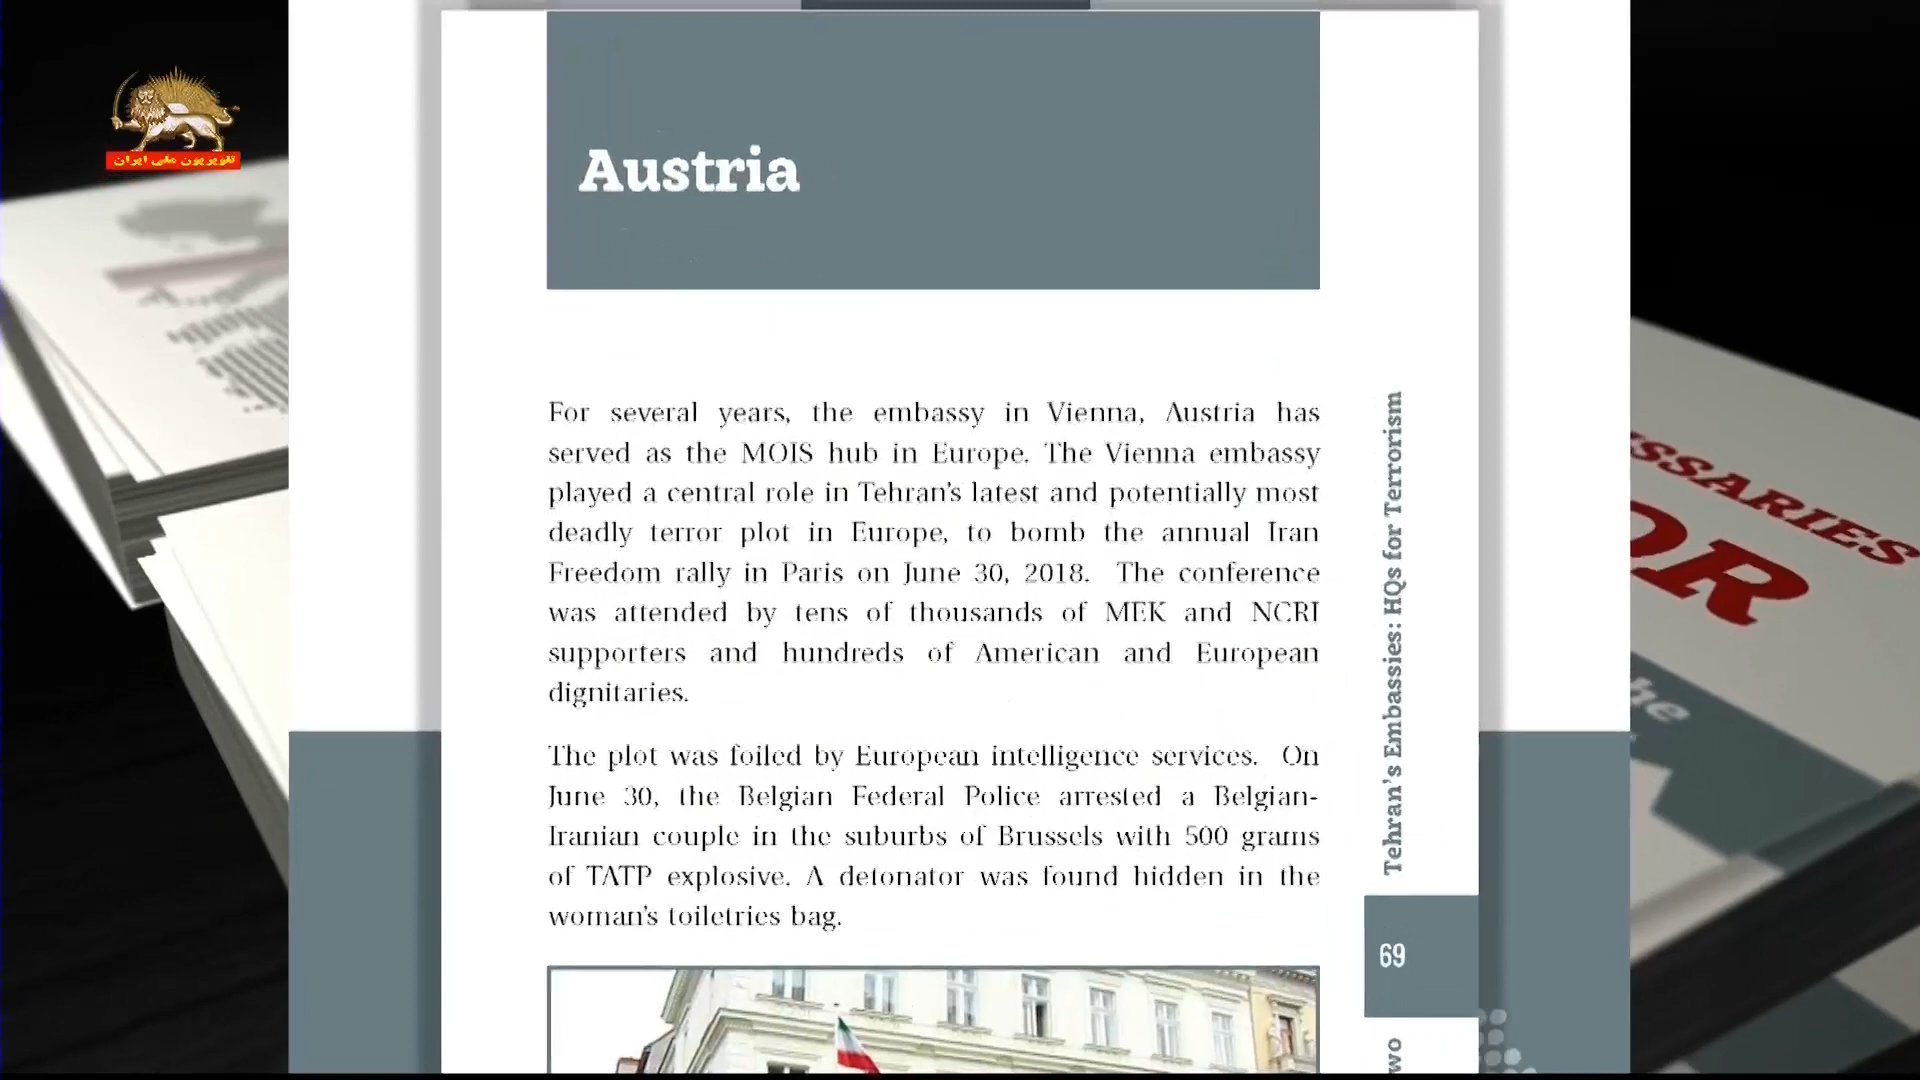 تلویزیون ملی ایران
Austria
For several years, the embassy in Vienna, Austria has
served as the MOIS hub in Europe. The Vienna embassy
played a central role in Tehran's latest and potentially most
deadly terror plot in Europe, to bomb the annual Iran
Freedom rally in Paris on June 30, 2018. The conference
was attended by tens of thousands of MEK and NCRI
supporters and hundreds of American and European
dignitaries.
The plot was foiled by European intelligence services. On
June 30, the Belgian Federal Police arrested a Belgian-
Iranian couple in the suburbs of Brussels with 500 grams
of TATP explosive. A detonator was found hidden in the
woman's toiletries bag.
Tehran's Embassies: HQs for Terrorism
69
wo
SSARIES
OR
he